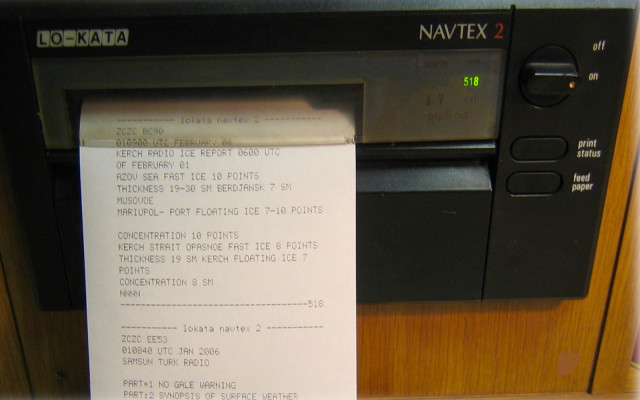 LO-KATA
NAVTEX 2
off
518
on
print
status
feed
paper
----------- lokata navtex 2 -----------
ZCZC BC90
010900 UTC FEBRUARY 06
KERCH RADIO ICE REPORT 0600 UTC
OF FEBRUARY 01
AZOV SEA FAST ICE 10 POINTS
THICKNESS 19-30 SM BERDJANSK 7 SM
MUSOVOE
MARIUPOL- PORT FLOATING ICE 7-10 POINTS
CONCENTRATION 10 POINTS
KERCH STRAIT OPASNOE FAST ICE 8 POINTS
THICKNESS 19 SM KERCH FLOATING ICE 7
POINTS
CONCENTRATION 8 SM
NNNN
---------------------------------------518
----------- lokata navtex 2 -----------
ZCZC EE53
010840 UTC JAN 2006
SAMSUN TURK RADIO
PART*1 NO GALE WARNING
PART:2 SYNOPSIS OF SURFACE WEATHER